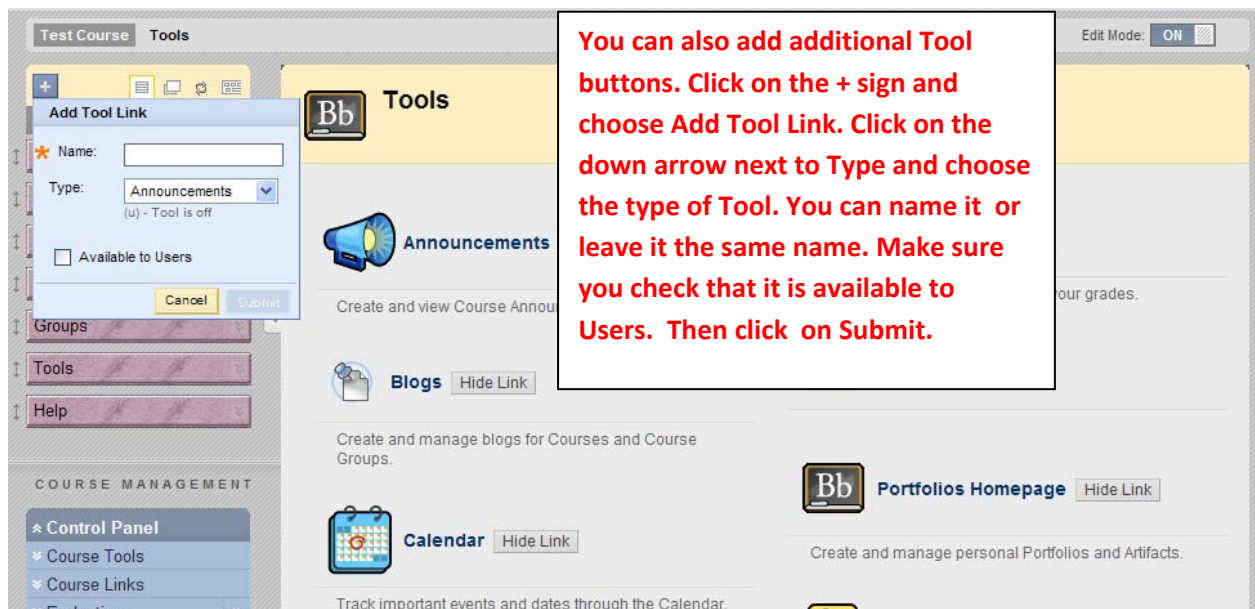 Test Course Tools
Edit Mode: ON
+
Add Tool Link
Name:
Type: Announcements
(u) - Tool is off
Available to Users
Cancel Submit
Groups
Tools
Help
COURSE MANAGEMENT
Control Panel
Course Tools
Course Links
Bb Tools
Announcements
Create and view Course
Blogs Hide Link
Create and manage blogs for Courses and Course
Groups.
Calendar Hide Link
Track important events and dates through the Calendar.
You can also add additional Tool
buttons. Click on the + sign and
choose Add Tool Link. Click on the
down arrow next to Type and choose
the type of Tool. You can name it or
leave it the same name. Make sure
you check that it is available to
Users. Then click on Submit.
your grades.
Bb Portfolios Homepage Hide Link
Create and manage personal Portfolios and Artifacts.